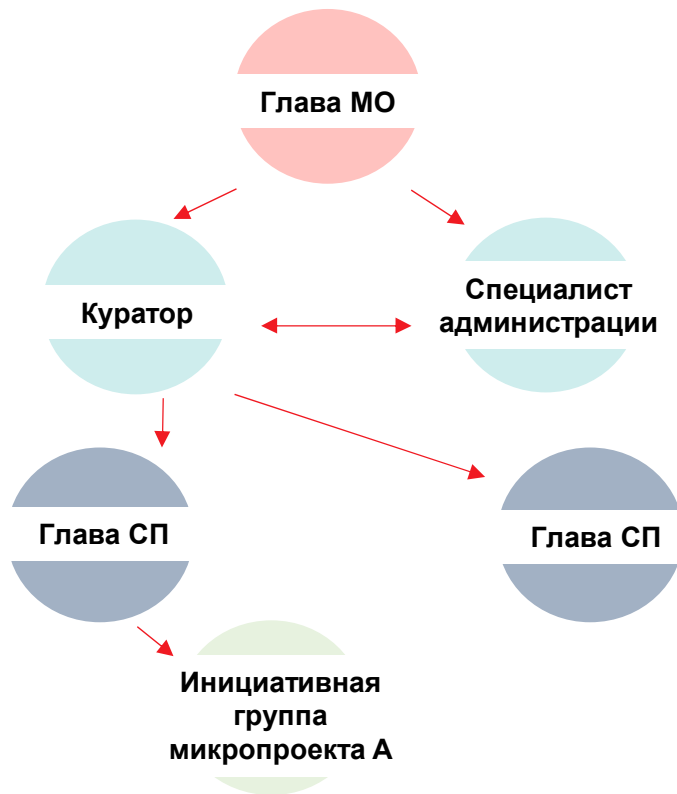 Глава МО
Куратор
Специалист
администрации
Глава СП
Глава СП
Инициативная
группа
микропроекта А